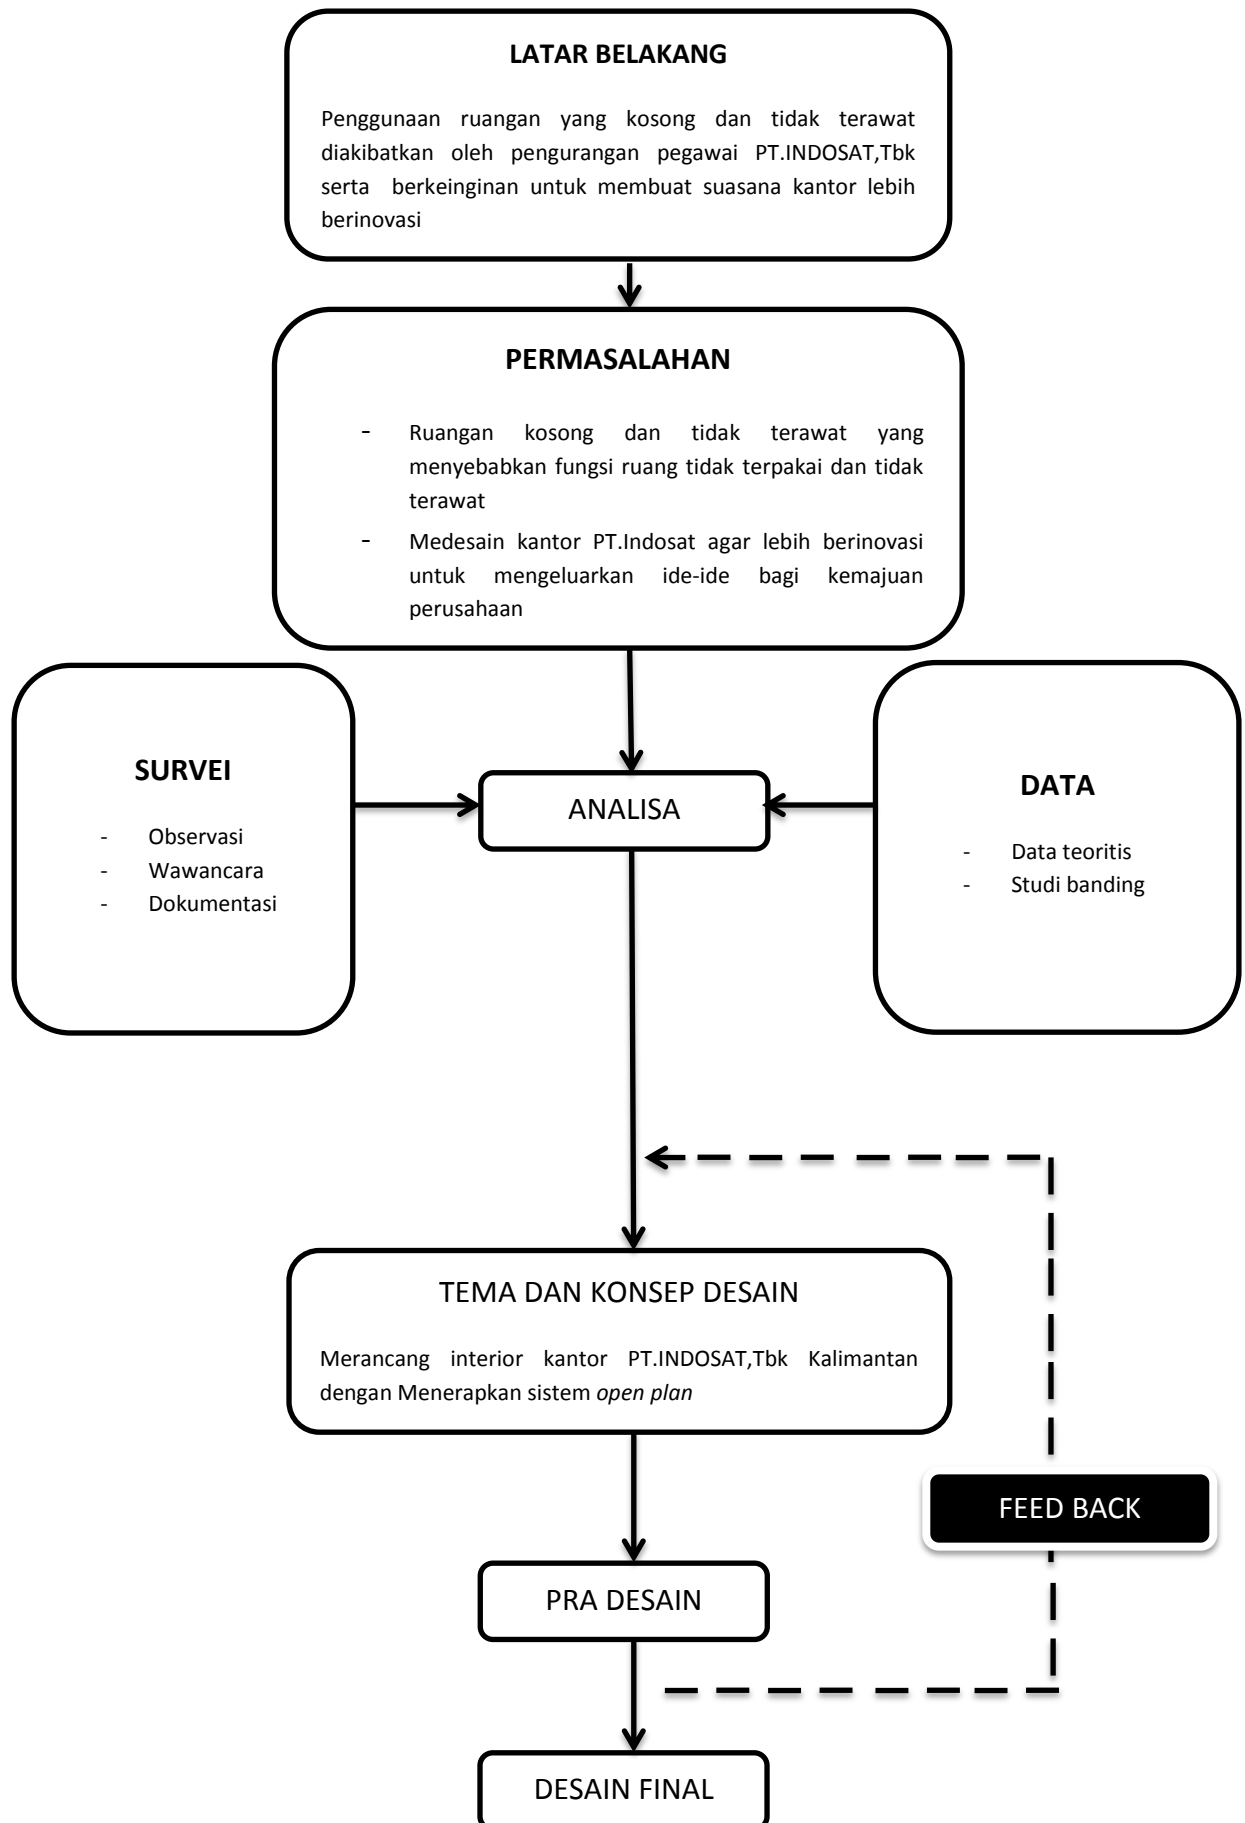 LATAR BELAKANG
Penggunaan ruangan yang kosong dan tidak terawat
diakibatkan oleh pengurangan pegawai PT.INDOSAT,Tbk
serta berkeinginan untuk membuat suasana kantor lebih
berinovasi
PERMASALAHAN
- Ruangan kosong dan tidak terawat yang
menyebabkan fungsi ruang tidak terpakai dan tidak
terawat
- Medesain kantor PT.Indosat agar lebih berinovasi
untuk mengeluarkan ide-ide bagi kemajuan
perusahaan
SURVEI
- Observasi
- Wawancara
- Dokumentasi
ANALISA
DATA
- Data teoritis
- Studi banding
TEMA DAN KONSEP DESAIN
Merancang interior kantor PT.INDOSAT,Tbk Kalimantan
dengan Menerapkan sistem open plan
FEED BACK
PRA DESAIN
DESAIN FINAL